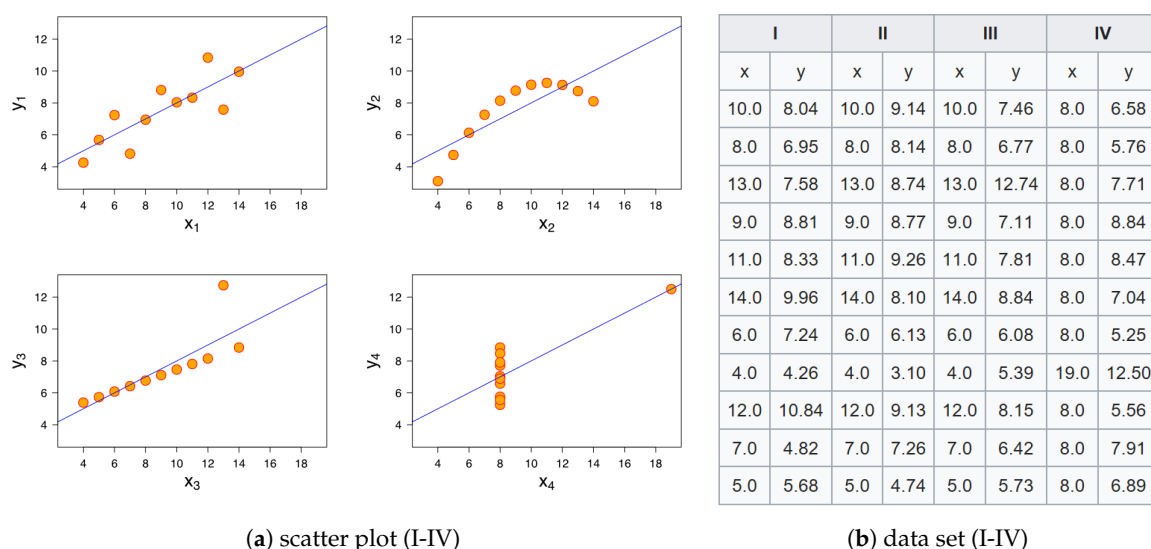 12
10
8
6
4
y1
4 6 8 10 12 14 16 18
x1
12
10
8
6
4
y2
4 6 8 10 12 14 16 18
x2
12
10
8
6
4
y3
4 6 8 10 12 14 16 18
x3
12
10
8
6
4
y4
4 6 8 10 12 14 16 18
x4
(a) scatter plot (I-IV)
I II III IV
x y x y x y x y
10.0 8.04 10.0 9.14 10.0 7.46 8.0 6.58
8.0 6.95 8.0 8.14 8.0 6.77 8.0 5.76
13.0 7.58 13.0 8.74 13.0 12.74 8.0 7.71
9.0 8.81 9.0 8.77 9.0 7.11 8.0 8.84
11.0 8.33 11.0 9.26 11.0 7.81 8.0 8.47
14.0 9.96 14.0 8.10 14.0 8.84 8.0 7.04
6.0 7.24 6.0 6.13 6.0 6.08 8.0 5.25
4.0 4.26 4.0 3.10 4.0 5.39 19.0 12.50
12.0 10.84 12.0 9.13 12.0 8.15 8.0 5.56
7.0 4.82 7.0 7.26 7.0 6.42 8.0 7.91
5.0 5.68 5.0 4.74 5.0 5.73 8.0 6.89
(b) data set (I-IV)